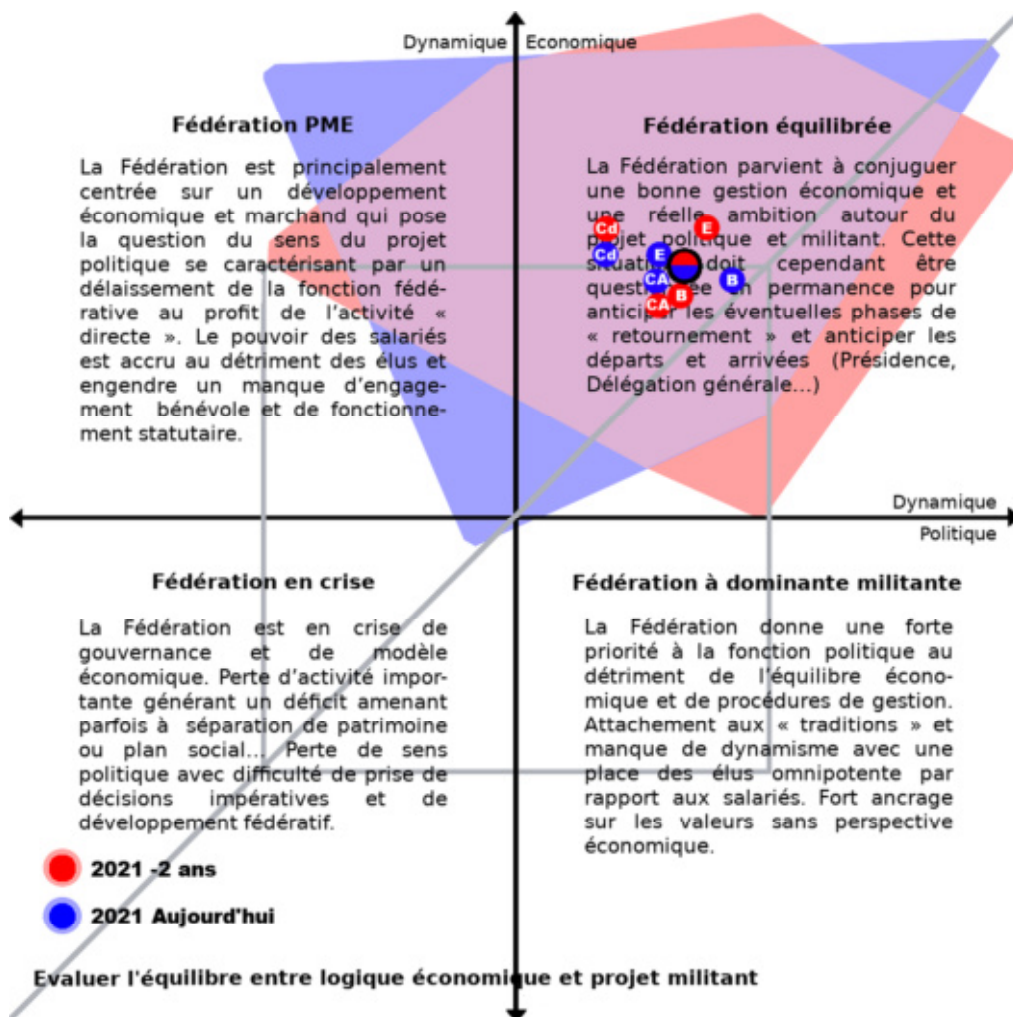 Dynamique Economique
Fédération PME
La Fédération est principalement
centrée sur un développement
économique et marchand qui pose
la question du sens du projet
politique se caractérisant par un
délaissement de la fonction fédé-
rative au profit de l'activité «
directe ». Le pouvoir des salariés
est accru au détriment des élus et
engendre un manque d'engage-
ment bénévole et de fonctionne-
ment statutaire.
Fédération équilibrée
La Fédération parvient à conjuguer
une bonne gestion économique et
une réelle ambition autour du
projet politique et militant. Cette
doit cependant être
en permanence pour
anticiper les éventuelles phases de
« retournement » et anticiper les
départs et arrivées (Présidence,
Délégation générale...)
Cd
E
Cd
E
CA
B
B
CA
Dynamique
Politique
Fédération en crise
La Fédération est en crise de
gouvernance et de modèle
économique. Perte d'activité impor-
tante générant un déficit amenant
parfois à séparation de patrimoine
ou plan social... Perte de sens
politique avec difficulté de prise de
décisions impératives et de
développement fédératif.
Fédération à dominante militante
La Fédération donne une forte
priorité à la fonction politique au
détriment de l'équilibre écono-
mique et de procédures de gestion.
Attachement aux « traditions » et
manque de dynamisme avec une
place des élus omnipotente par
rapport aux salariés. Fort ancrage
sur les valeurs sans perspective
économique.
2021 -2 ans
2021 Aujourd'hui
Evaluer l'équilibre entre logique économique et projet militant